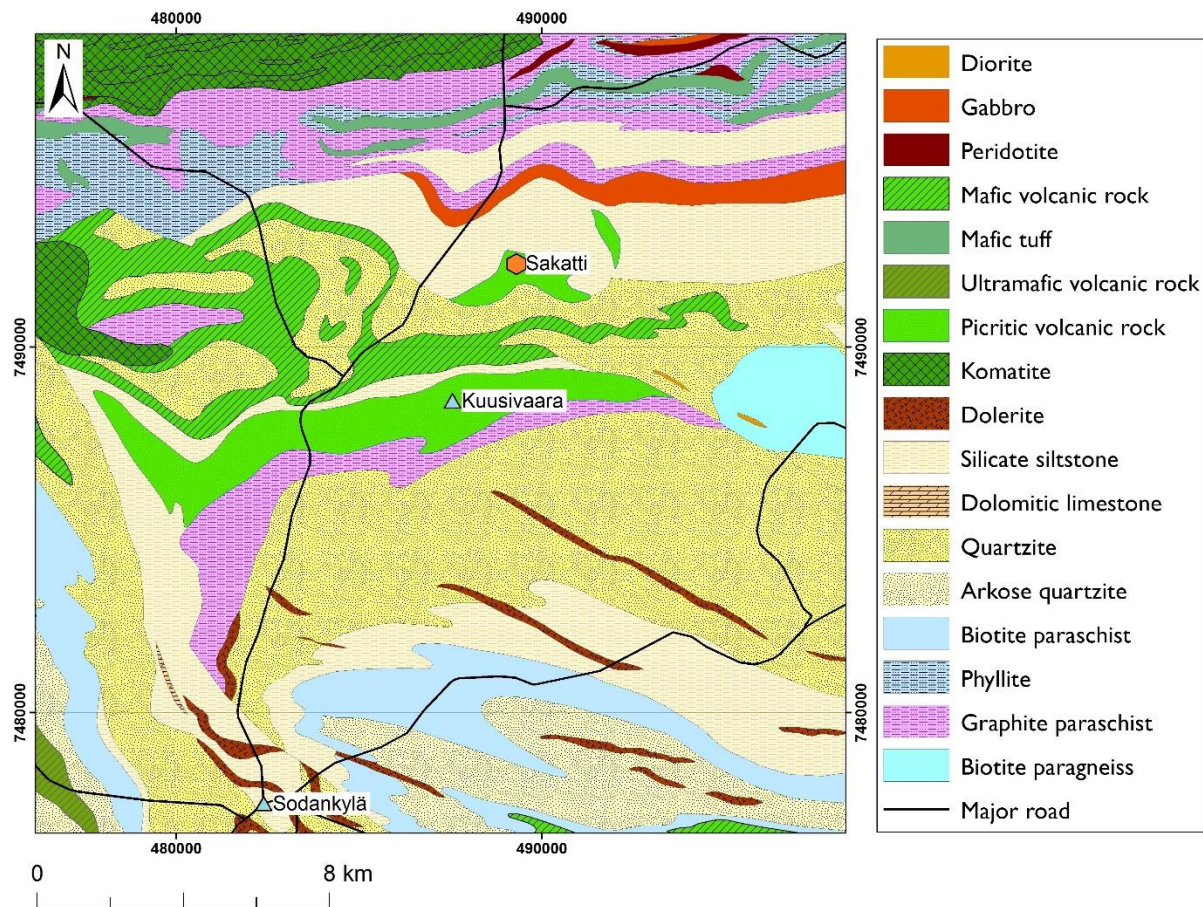 480000
490000
N
7490000
7490000
7480000
7480000
Sakatti
Kuusivaara
Sodankylä
480000
490000
0
8 km
Diorite
Gabbro
Peridotite
Mafic volcanic rock
Mafic tuff
Ultramafic volcanic rock
Picritic volcanic rock
Komatite
Dolerite
Silicate siltstone
Dolomitic limestone
Quartzite
Arkose quartzite
Biotite paraschist
Phyllite
Graphite paraschist
Biotite paragneiss
Major road